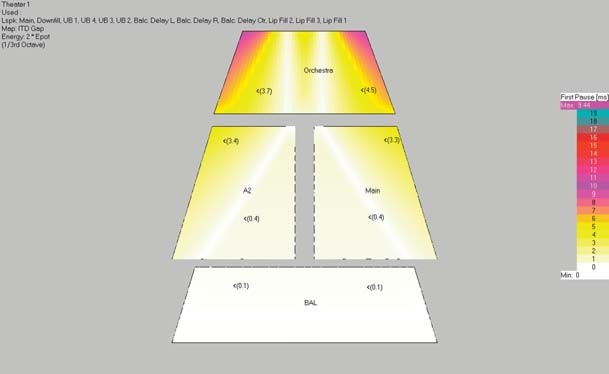 Theater 1
Used :
Lspk: Main, Downfill, UB 1, UB 4, UB 3, UB 2, Balc. Delay L, Balc. Delay R, Balc. Delay Ctr, Lip Fill 2, Lip Fill 3, Lip Fill 1
Map: ITD Gap
Energy: 2 * Epot
(1/3rd Octave)
Orchestra
<(3.7)
<(4.5)
First Pause [ms]
Max: 9.44
19
18
17
16
15
14
13
12
11
10
9
8
7
6
5
4
3
2
1
0
Min: 0
<(3.4)
<(3.3)
A2
Main
<(0.4)
<(0.4)
<(0.1)
<(0.1)
BAL